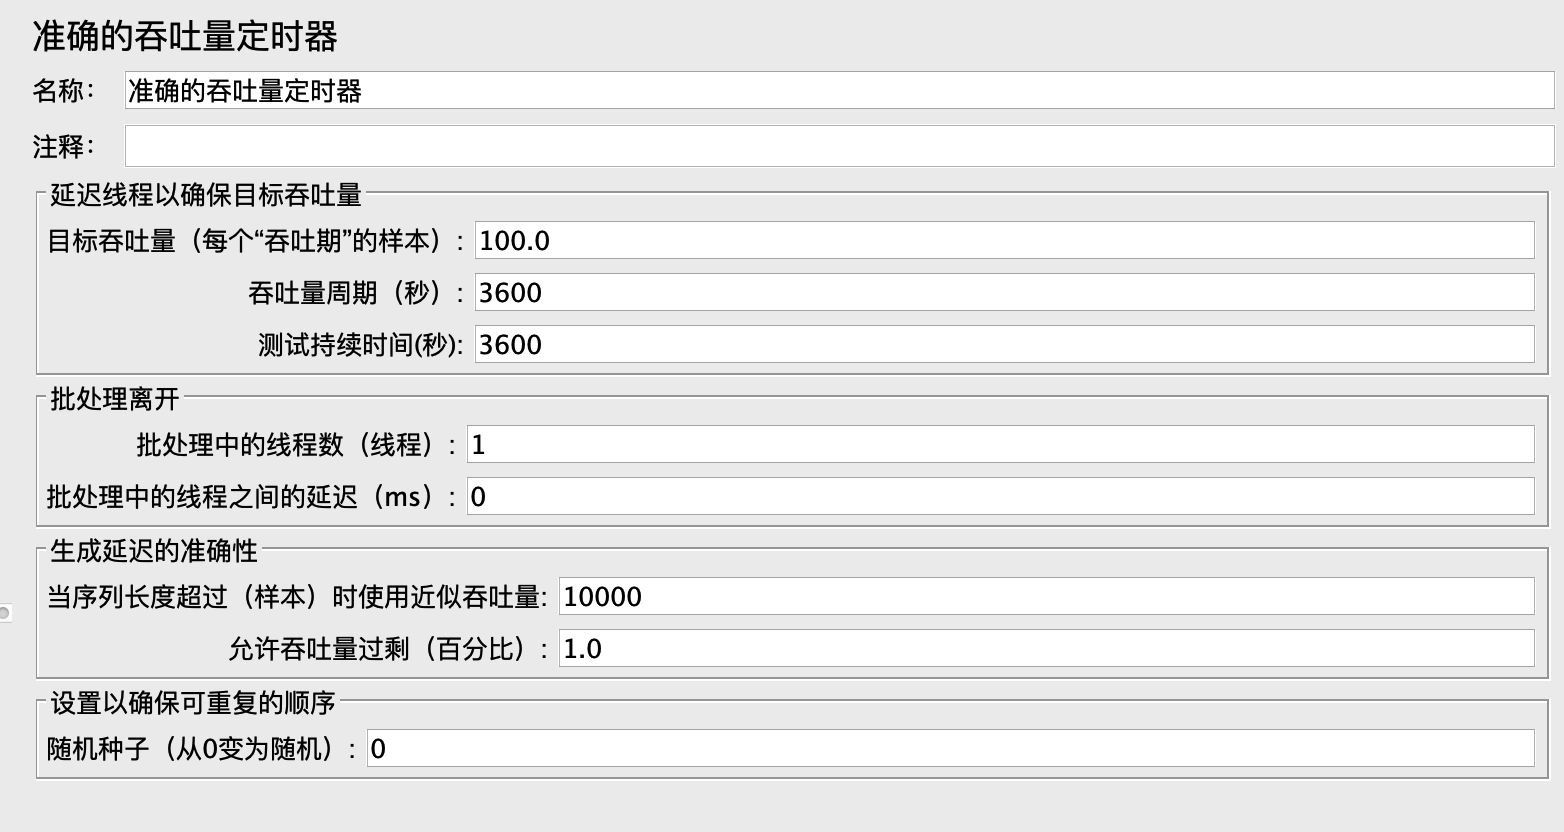 准确的吞吐量定时器
名称： 准确的吞吐量定时器
注释：
延迟线程以确保目标吞吐量
目标吞吐量（每个“吞吐期”的样本）: 100.0
吞吐量周期（秒）: 3600
测试持续时间(秒): 3600
批处理离开
批处理中的线程数（线程）: 1
批处理中的线程之间的延迟（ms）: 0
生成延迟的准确性
当序列长度超过（样本）时使用近似吞吐量: 10000
允许吞吐量过剩（百分比）: 1.0
设置以确保可重复的顺序
随机种子（从0变为随机）: 0